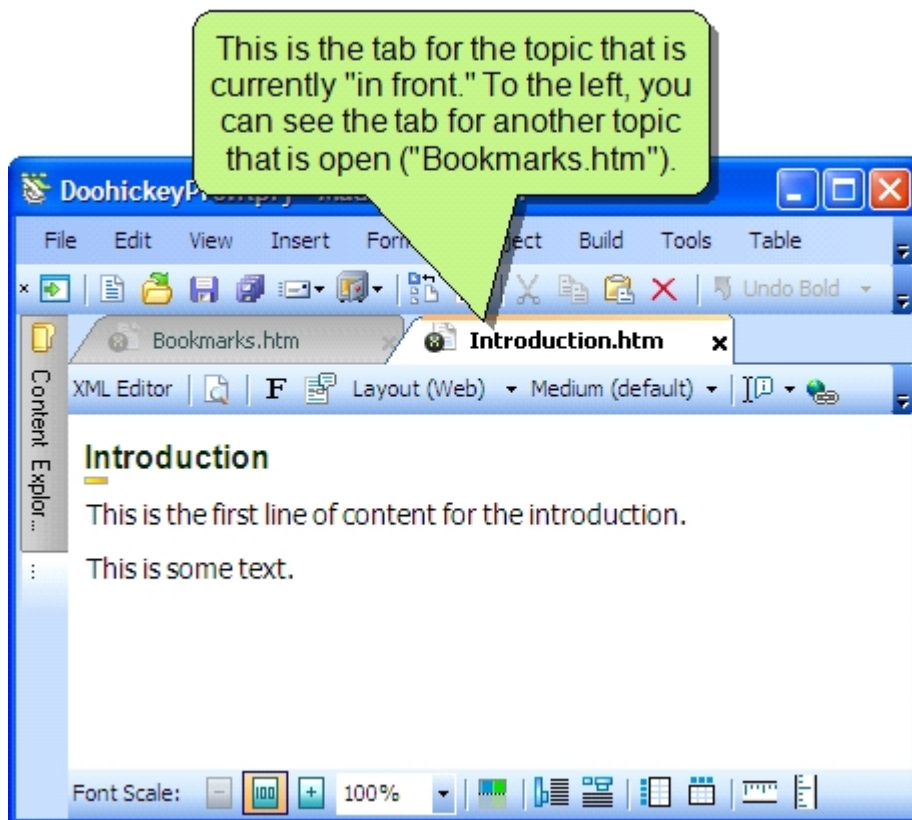 This is the tab for the topic that is
currently "in front." To the left, you
can see the tab for another topic
that is open ("Bookmarks.htm").
File Edit View Insert Build Tools Table
Undo Bold
Bookmarks.htm Introduction.htm
Content Explor...
XML Editor F Layout (Web) Medium (default)
Introduction
This is the first line of content for the introduction.
This is some text.
Font Scale: 100 100%